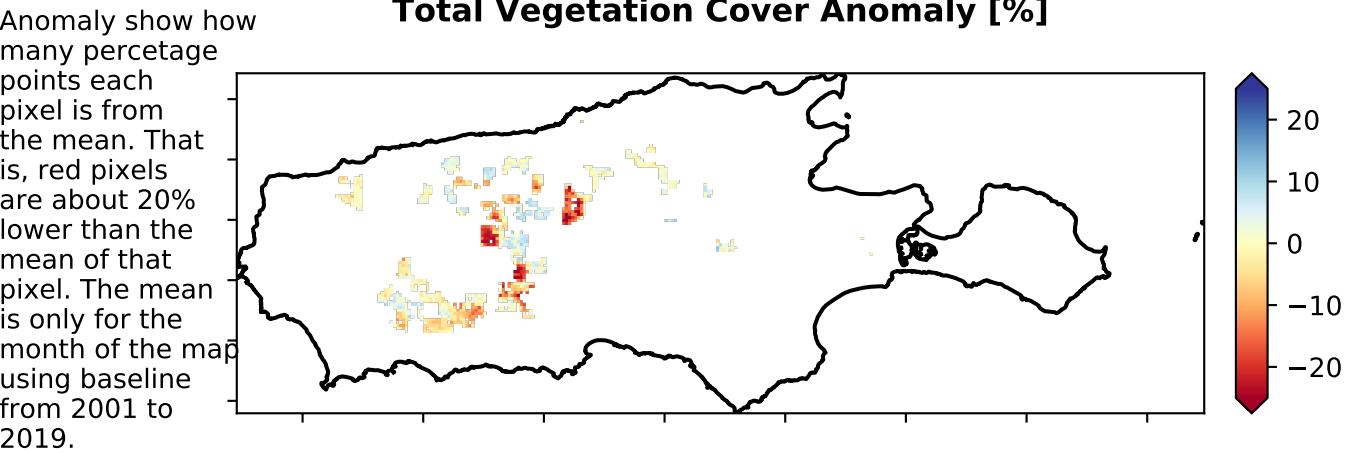 Total Vegetation Cover Anomaly [%]
Anomaly show how
many percetage
points each
pixel is from
the mean. That
is, red pixels
are about 20%
lower than the
mean of that
pixel. The mean
is only for the
month of the map
using baseline
from 2001 to
2019.
20
10
0
−10
−20